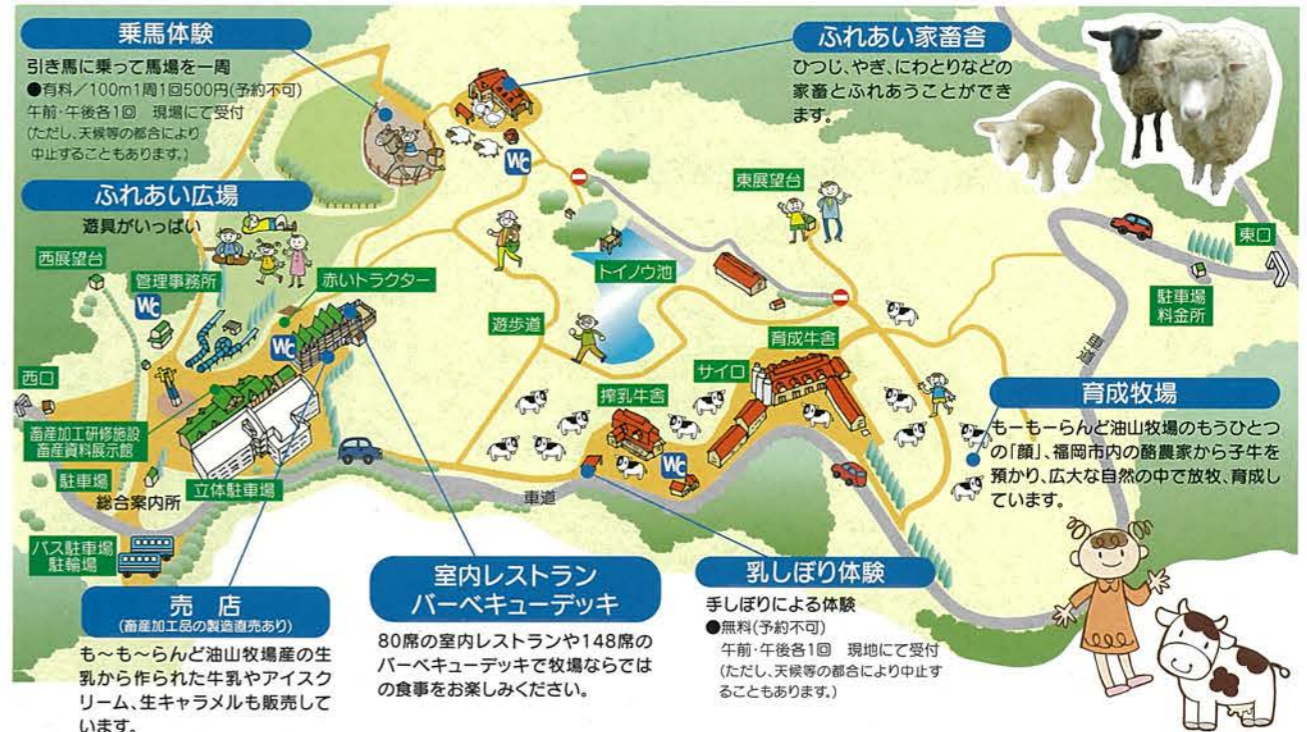 乗馬体験
引き馬に乗って馬場を一周
●有料／100m1周1回500円(予約不可)
午前・午後各1回　現場にて受付
(ただし、天候等の都合により
中止することもあります。)
ふれあい家畜舎
ひつじ、やぎ、にわとりなどの
家畜とふれあうことができ
ます。
WC
ふれあい広場
遊具がいっぱい
西展望台
管理事務所
WC
赤いトラクター
WC
東展望台
トイノウ池
遊歩道
東口
駐車場
料金所
車道
西口
畜産加工研修施設
畜産資料展示館
駐車場
総合案内所
立体駐車場
バス駐車場
駐輪場
車道
搾乳牛舎
WC
サイロ
育成牛舎
育成牧場
もーもーらんど油山牧場のもうひとつ
の「顔」、福岡市内の酪農家から子牛を
預かり、広大な自然の中で放牧、育成し
ています。
売　店
(畜産加工品の製造直売あり)
も〜も〜らんど油山牧場産の生
乳から作られた牛乳やアイスク
リーム、生キャラメルも販売して
います。
室内レストラン
バーベキューデッキ
80席の室内レストランや148席の
バーベキューデッキで牧場ならでは
の食事をお楽しみください。
乳しぼり体験
手しぼりによる体験
●無料(予約不可)
午前・午後各1回　現地にて受付
(ただし、天候等の都合により中止す
ることもあります。)